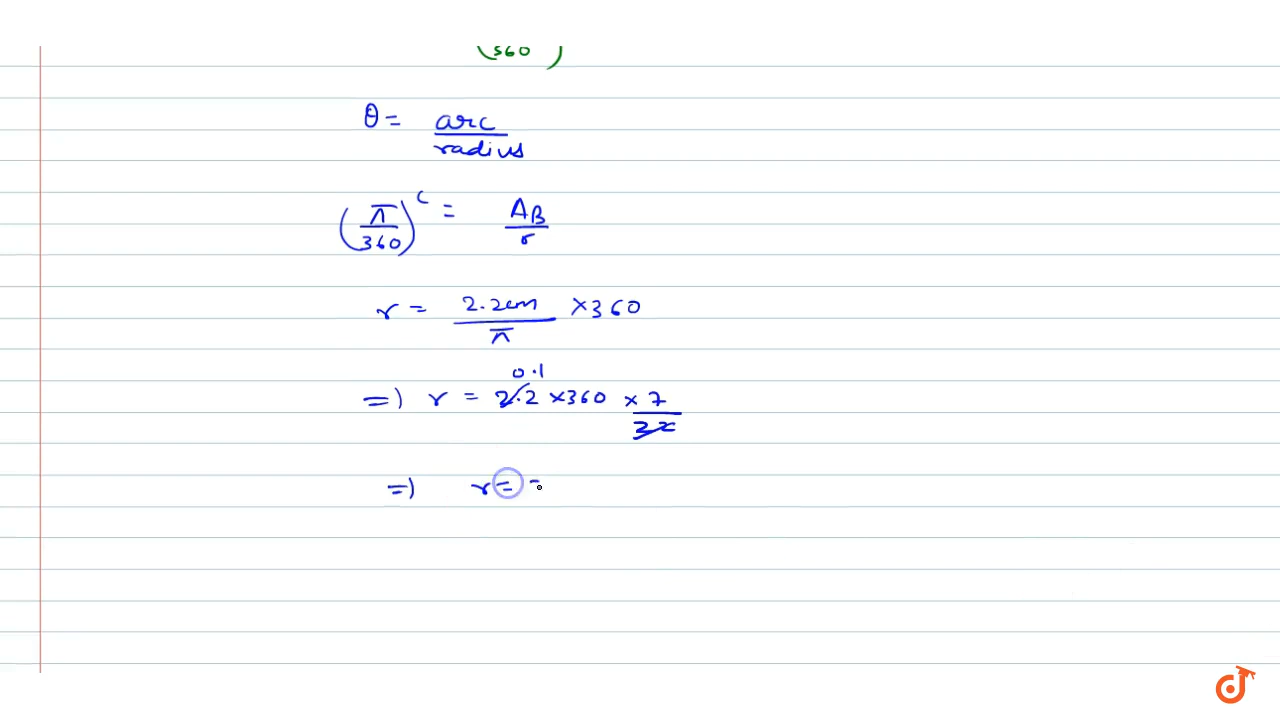 (360)
θ = arc
radius
(π/360)^c = AB/r
r = 2.2cm/π ×360
0.1
=) r = 2.2 ×360 × 7/22
=) r = -